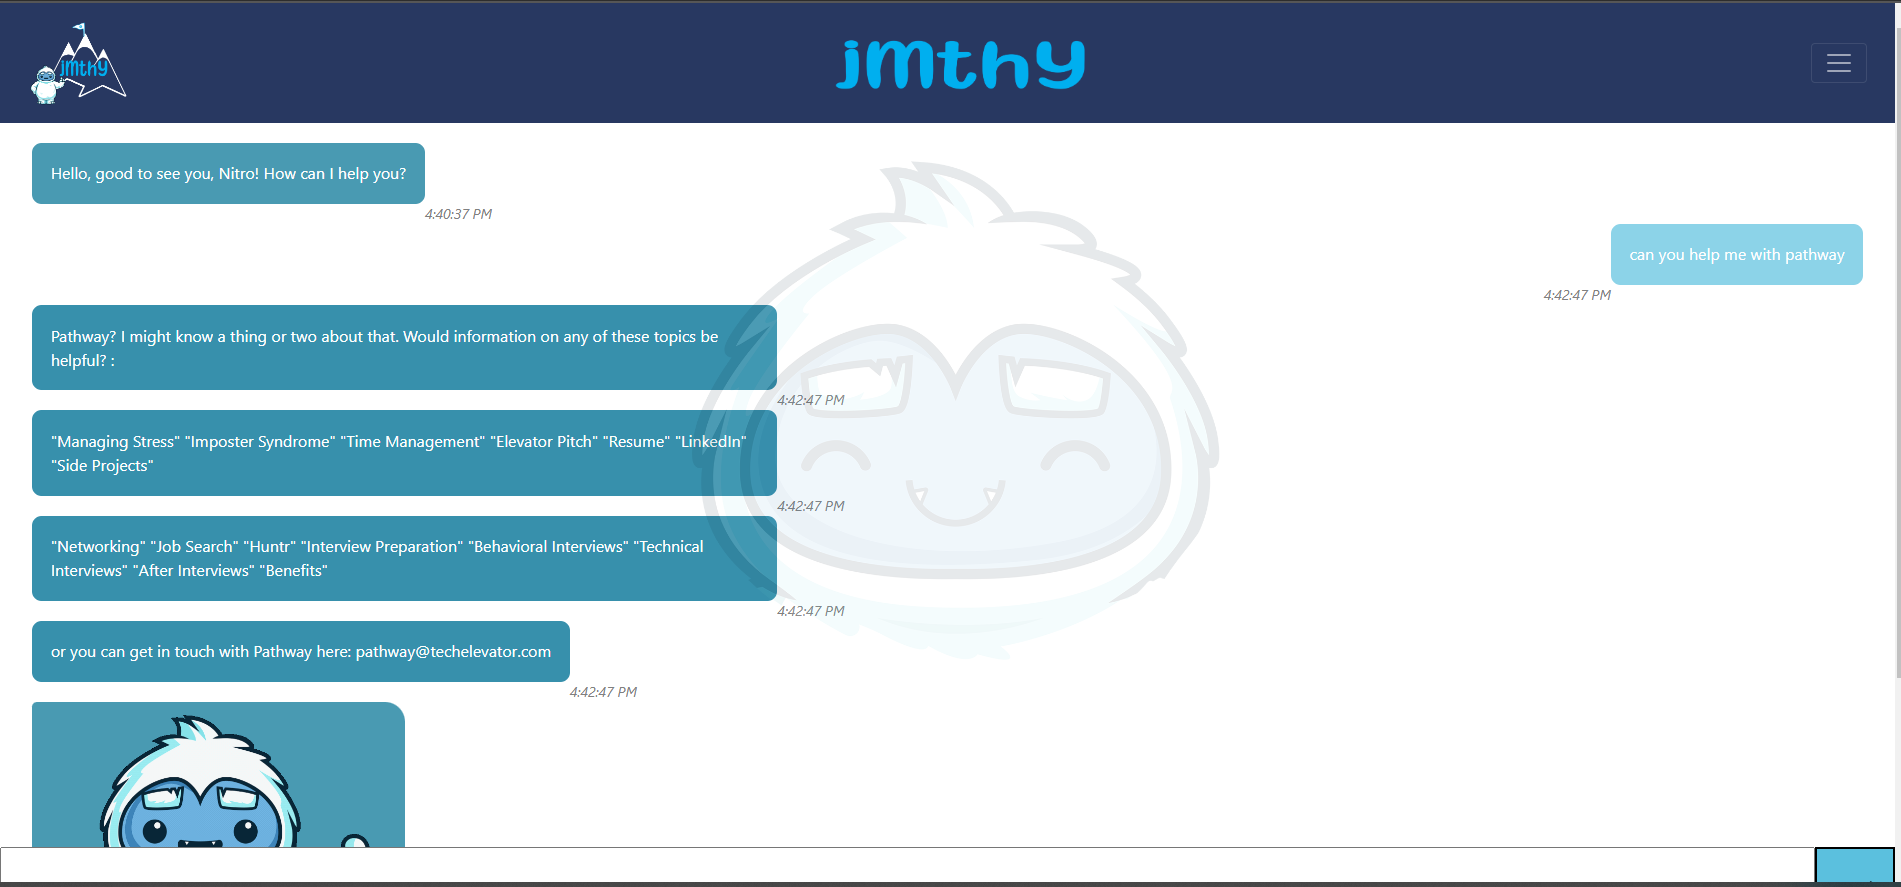 jMthY
jMthY
Hello, good to see you, Nitro! How can I help you?
4:40:37 PM
can you help me with pathway
4:42:47 PM
Pathway? I might know a thing or two about that. Would information on any of these topics be
helpful? :
4:42:47 PM
"Managing Stress" "Imposter Syndrome" "Time Management" "Elevator Pitch" "Resume" "LinkedIn"
"Side Projects"
4:42:47 PM
"Networking" "Job Search" "Huntr" "Interview Preparation" "Behavioral Interviews" "Technical
Interviews" "After Interviews" "Benefits"
4:42:47 PM
or you can get in touch with Pathway here: pathway@techelevator.com
4:42:47 PM